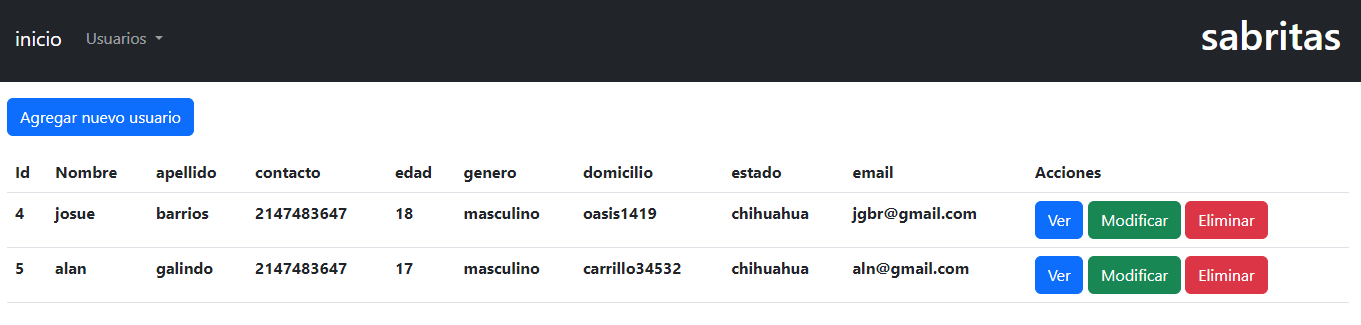 inicio Usuarios sabritas
Agregar nuevo usuario
Id Nombre apellido contacto edad genero domicilio estado email Acciones
4 josue barrios 2147483647 18 masculino oasis1419 chihuahua jgbr@gmail.com Ver Modificar Eliminar
5 alan galindo 2147483647 17 masculino carrillo34532 chihuahua aln@gmail.com Ver Modificar Eliminar